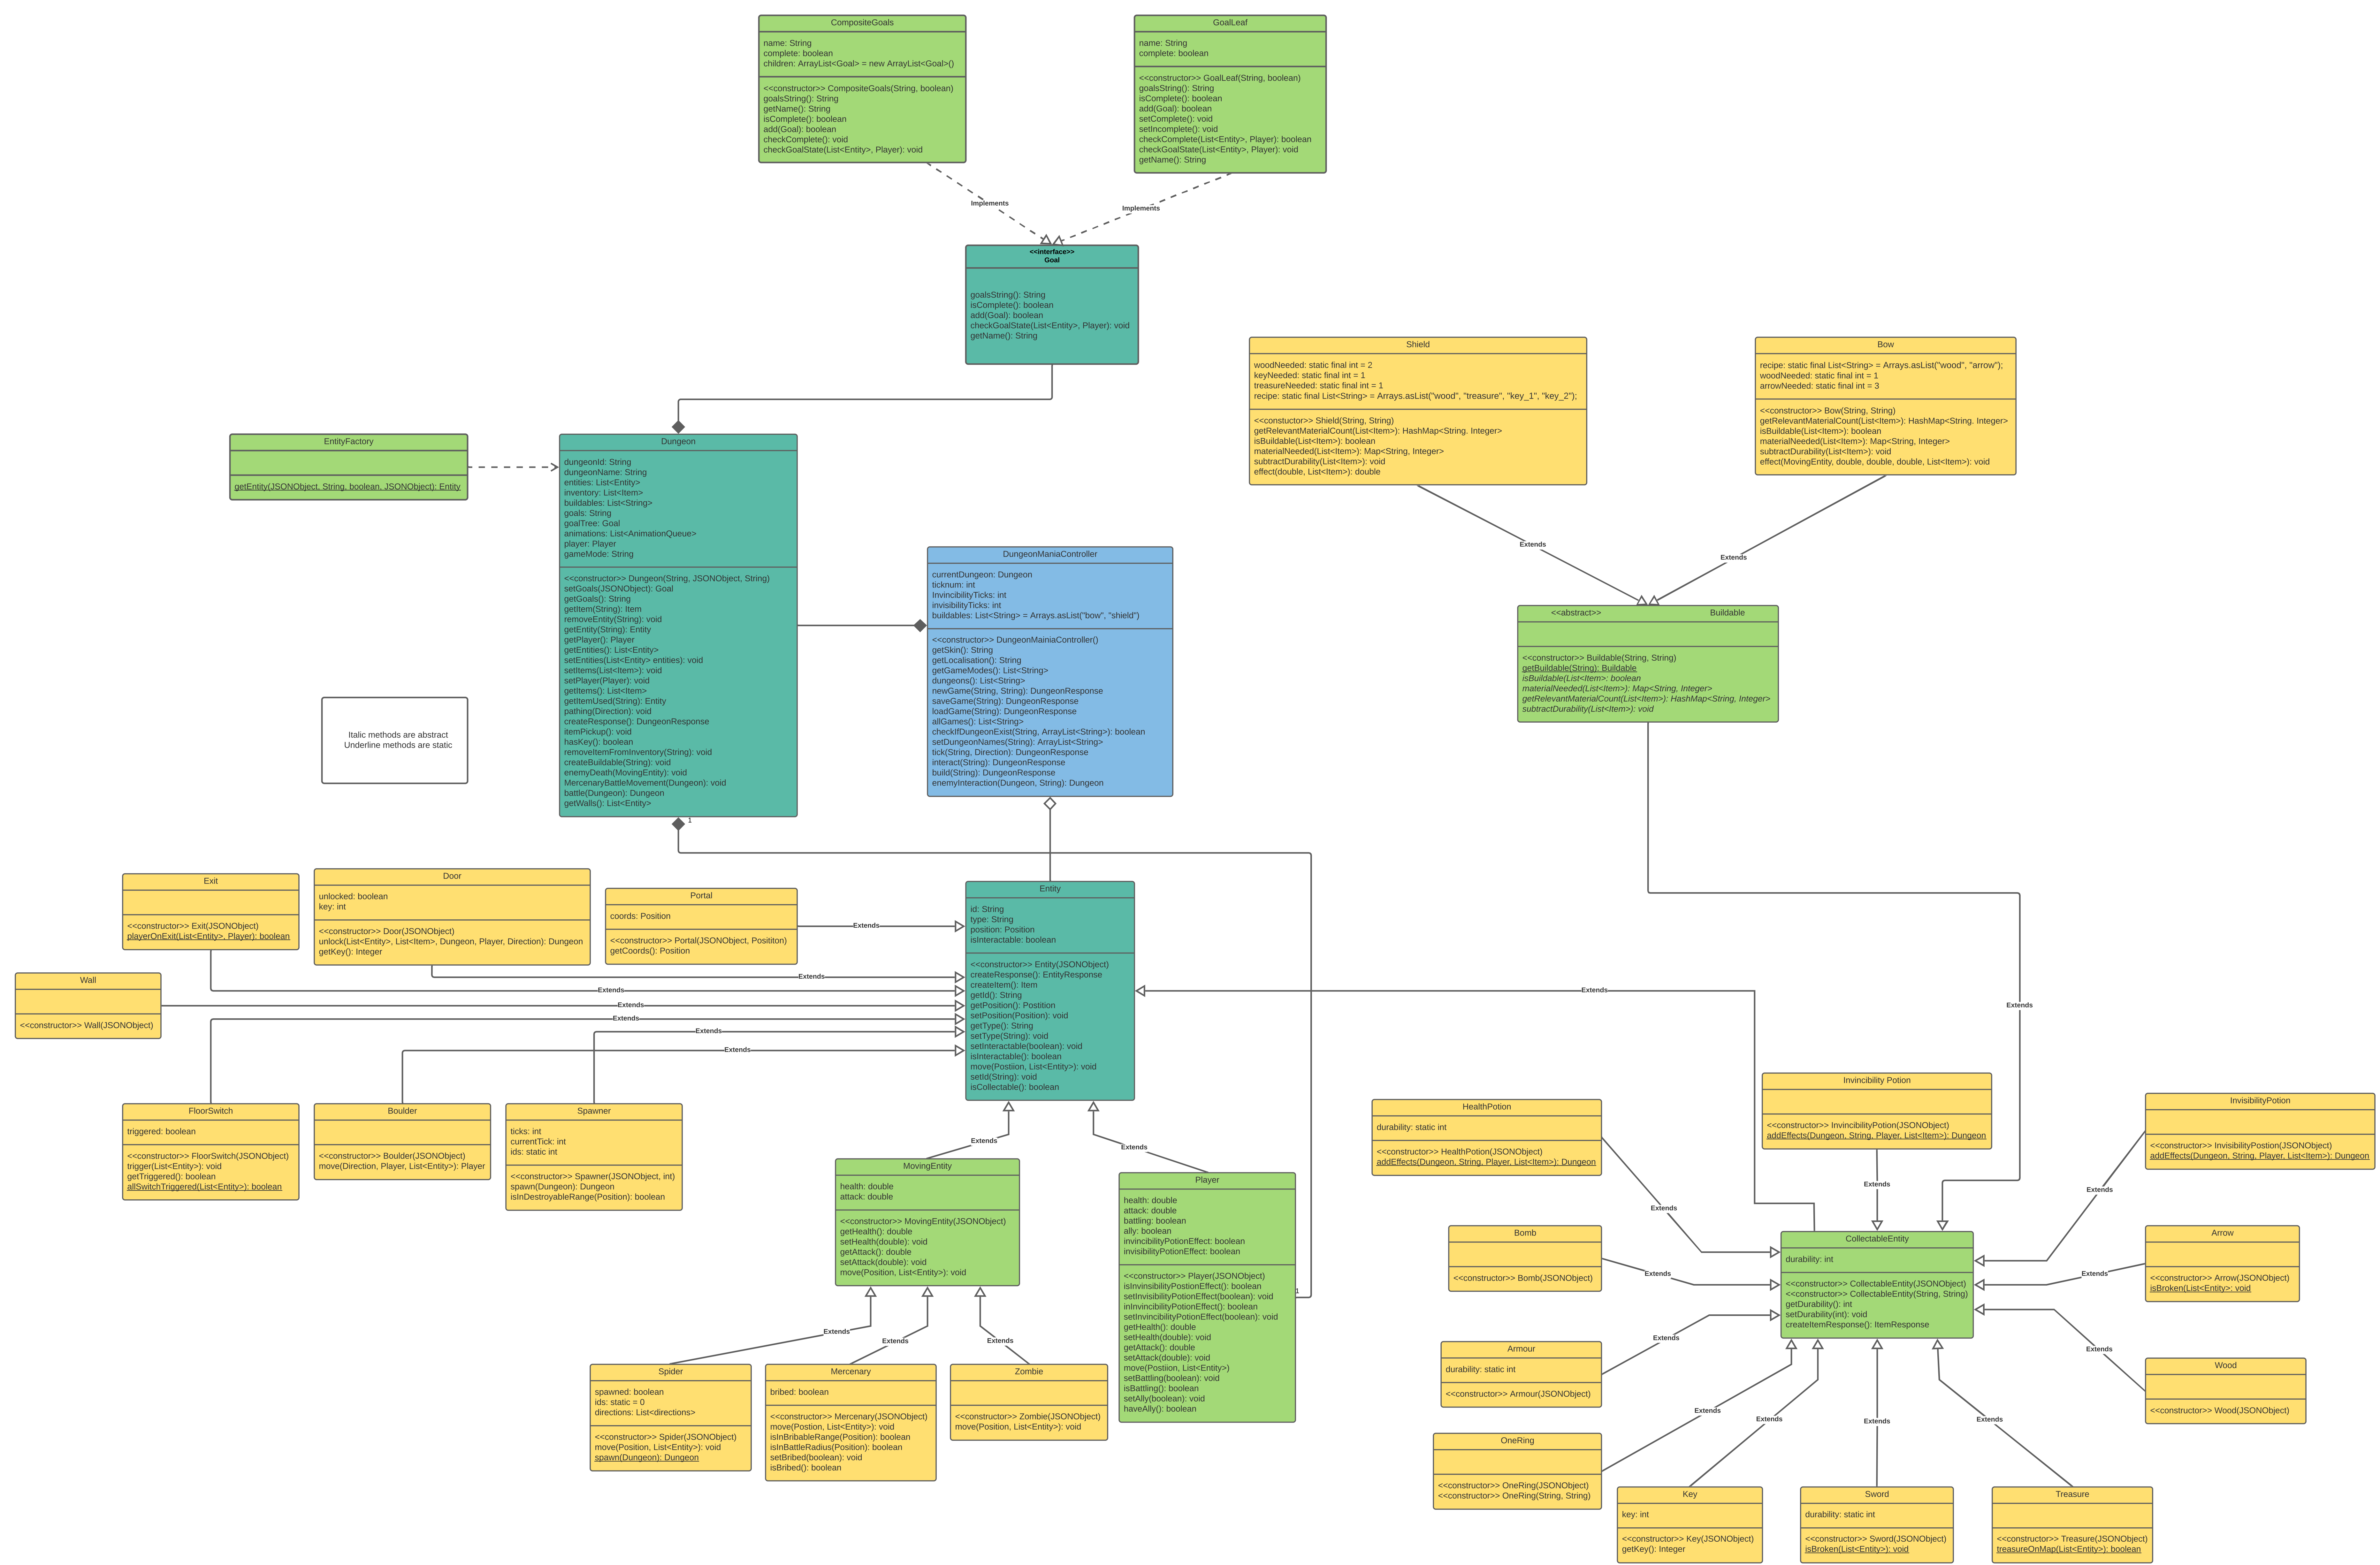 CompositeGoals
name: String
complete: boolean
children: ArrayList<Goal> = new ArrayList<Goal>()
<<constructor>> CompositeGoals(String, boolean)
goalsString(): String
getName(): String
isComplete(): boolean
add(Goal): boolean
checkComplete(): void
checkGoalState(List<Entity>, Player): void
GoalLeaf
name: String
complete: boolean
<<constructor>> GoalLeaf(String, boolean)
goalsString(): String
isComplete(): boolean
add(Goal): boolean
setComplete(): void
setIncomplete(): void
checkComplete(List<Entity>, Player): boolean
checkGoalState(List<Entity>, Player): void
getName(): String
Implements
Implements
<<interface>>
Goal
goalsString(): String
isComplete(): boolean
add(Goal): boolean
checkGoalState(List<Entity>, Player): void
getName(): String
Shield
woodNeeded: static final int = 2
keyNeeded: static final int = 1
treasureNeeded: static final int = 1
recipe: static final List<String> = Arrays.asList("wood", "treasure", "key_1", "key_2");
<<constuctor>> Shield(String, String)
getRelevantMaterialCount(List<Item>): HashMap<String. Integer>
isBuildable(List<Item>): boolean
materialNeeded(List<Item>): Map<String, Integer>
subtractDurability(List<Item>): void
effect(double, List<Item>): double
Bow
recipe: static final List<String> = Arrays.asList("wood", "arrow");
woodNeeded: static final int = 1
arrowNeeded: static final int = 3
<<constructor>> Bow(String, String)
getRelevantMaterialCount(List<Item>): HashMap<String. Integer>
isBuildable(List<Item>): boolean
materialNeeded(List<Item>): Map<String, Integer>
subtractDurability(List<Item>): void
effect(MovingEntity, double, double, double, List<Item>): void
Extends
Extends
EntityFactory
getEntity(JSONObject, String, boolean, JSONObject): Entity
Dungeon
dungeonId: String
dungeonName: String
entities: List<Entity>
inventory: List<Item>
buildables: List<String>
goals: String
goalTree: Goal
animations: List<AnimationQueue>
player: Player
gameMode: String
<<constructor>> Dungeon(String, JSONObject, String)
setGoals(JSONObject): Goal
getGoals(): String
getItem(String): Item
removeEntity(String): void
getEntity(String): Entity
getPlayer(): Player
getEntities(): List<Entity>
setEntities(List<Entity> entities): void
setItems(List<Item>): void
setPlayer(Player): void
getItems(): List<Item>
getItemUsed(String): Entity
pathing(Direction): void
createResponse(): DungeonResponse
itemPickup(): void
hasKey(): boolean
removeItemFromInventory(String): void
createBuildable(String): void
enemyDeath(MovingEntity): void
MercenaryBattleMovement(Dungeon): void
battle(Dungeon): Dungeon
getWalls(): List<Entity>
DungeonManiaController
currentDungeon: Dungeon
ticknum: int
InvincibilityTicks: int
invisibilityTicks: int
buildables: List<String> = Arrays.asList("bow", "shield")
<<constructor>> DungeonMainiaController()
getSkin(): String
getLocalisation(): String
getGameModes(): List<String>
dungeons(): List<String>
newGame(String, String): DungeonResponse
saveGame(String): DungeonResponse
loadGame(String): DungeonResponse
allGames(): List<String>
checkIfDungeonExist(String, ArrayList<String>): boolean
setDungeonNames(String): ArrayList<String>
tick(String, Direction): DungeonResponse
interact(String): DungeonResponse
build(String): DungeonResponse
enemyInteraction(Dungeon, String): Dungeon
<<abstract>> Buildable
<<constructor>> Buildable(String, String)
getBuildable(String): Buildable
isBuildable(List<Item>: boolean
materialNeeded(List<Item>): Map<String, Integer>
getRelevantMaterialCount(List<Item>): HashMap<String, Integer>
subtractDurability(List<Item>): void
Italic methods are abstract
Underline methods are static
1
Exit
<<constructor>> Exit(JSONObject)
playerOnExit(List<Entity>, Player): boolean
Door
unlocked: boolean
key: int
<<constructor>> Door(JSONObject)
unlock(List<Entity>, List<Item>, Dungeon, Player, Direction): Dungeon
getKey(): Integer
Portal
coords: Position
<<constructor>> Portal(JSONObject, Posititon)
getCoords(): Position
Extends
Extends
Extends
Extends
Extends
Extends
Extends
Wall
<<constructor>> Wall(JSONObject)
Entity
id: String
type: String
position: Position
isInteractable: boolean
<<constructor>> Entity(JSONObject)
createResponse(): EntityResponse
createItem(): Item
getId(): String
getPosition(): Postition
setPosition(Position): void
getType(): String
setType(String): void
setInteractable(boolean): void
isInteractable(): boolean
move(Postiion, List<Entity>): void
setId(String): void
isCollectable(): boolean
Extends
Extends
FloorSwitch
triggered: boolean
<<constructor>> FloorSwitch(JSONObject)
trigger(List<Entity>): void
getTriggered(): boolean
allSwitchTriggered(List<Entity>): boolean
Boulder
<<constructor>> Boulder(JSONObject)
move(Direction, Player, List<Entity>): Player
Spawner
ticks: int
currentTick: int
ids: static int
<<constructor>> Spawner(JSONObject, int)
spawn(Dungeon): Dungeon
isInDestroyableRange(Position): boolean
Extends
Extends
MovingEntity
health: double
attack: double
<<constructor>> MovingEntity(JSONObject)
getHealth(): double
setHealth(double): void
getAttack(): double
setAttack(double): void
move(Position, List<Entity>): void
Player
health: double
attack: double
battling: boolean
ally: boolean
invincibilityPotionEffect: boolean
invisibilityPotionEffect: boolean
<<constructor>> Player(JSONObject)
isInvinsibilityPostionEffect(): boolean
setInvisibilityPotionEffect(boolean): void
inInvincibilityPotionEffect(): boolean
setInvincibilityPotionEffect(boolean): void
getHealth(): double
setHealth(double): void
getAttack(): double
setAttack(double): void
move(Postiion, List<Entity>)
setBattling(boolean): void
isBattling(): boolean
setAlly(boolean): void
haveAlly(): boolean
1
Extends
Extends
Extends
Spider
spawned: boolean
ids: static = 0
directions: List<directions>
<<constructor>> Spider(JSONObject)
move(Position, List<Entity>): void
spawn(Dungeon): Dungeon
Mercenary
bribed: boolean
<<constructor>> Mercenary(JSONObject)
move(Postion, List<Entity>): void
isInBribableRange(Position): boolean
isInBattleRadius(Position): boolean
setBribed(boolean): void
isBribed(): boolean
Zombie
<<constructor>> Zombie(JSONObject)
move(Position, List<Entity>): void
HealthPotion
durability: static int
<<constructor>> HealthPotion(JSONObject)
addEffects(Dungeon, String, Player, List<Item>): Dungeon
Invincibility Potion
<<constructor>> InvincibilityPotion(JSONObject)
addEffects(Dungeon, String, Player, List<Item>): Dungeon
InvisibilityPotion
<<constructor>> InvisibilityPostion(JSONObject)
addEffects(Dungeon, String, Player, List<Item>): Dungeon
Extends
Extends
Extends
Bomb
<<constructor>> Bomb(JSONObject)
Extends
CollectableEntity
durability: int
<<constructor>> CollectableEntity(JSONObject)
<<constructor>> CollectableEntity(String, String)
getDurability(): int
setDurability(int): void
createItemResponse(): ItemResponse
Extends
Arrow
<<constructor>> Arrow(JSONObject)
isBroken(List<Entity>: void
Armour
durability: static int
<<constructor>> Armour(JSONObject)
Extends
Extends
Wood
<<constructor>> Wood(JSONObject)
OneRing
<<constructor>> OneRing(JSONObject)
<<constructor>> OneRing(String, String)
Extends
Extends
Extends
Extends
Key
key: int
<<constructor>> Key(JSONObject)
getKey(): Integer
Sword
durability: static int
<<constructor>> Sword(JSONObject)
isBroken(List<Entity>): void
Treasure
<<constructor>> Treasure(JSONObject)
treasureOnMap(List<Entity>): boolean